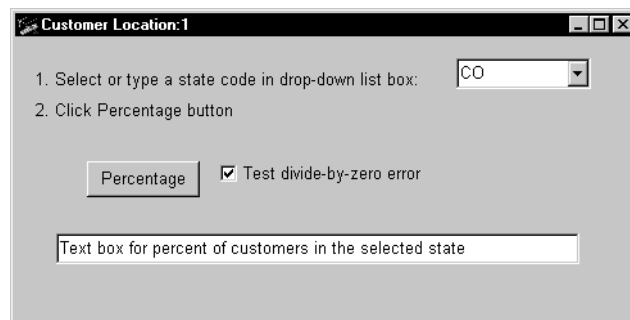 Customer Location:1
1. Select or type a state code in drop-down list box:
CO
2. Click Percentage button
Percentage
Test divide-by-zero error
Text box for percent of customers in the selected state